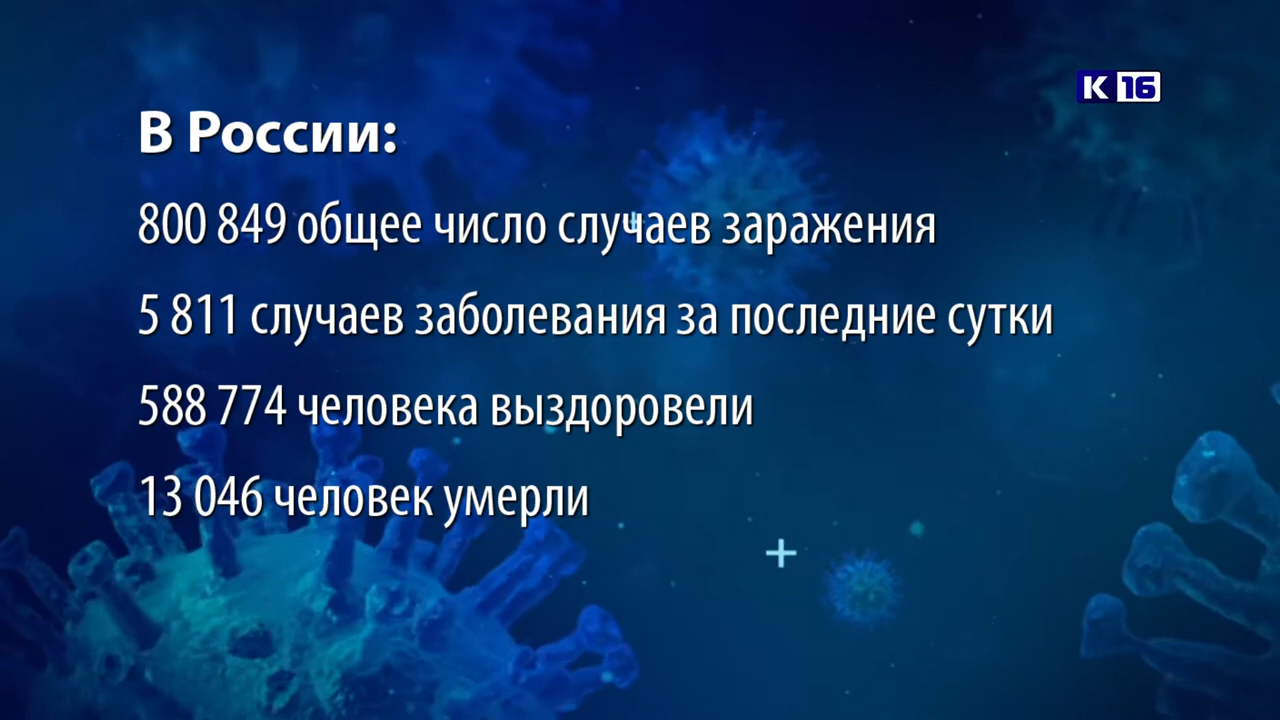 К 16
В России:
800 849 общее число случаев заражения
5 811 случаев заболевания за последние сутки
588 774 человека выздоровели
13 046 человек умерли